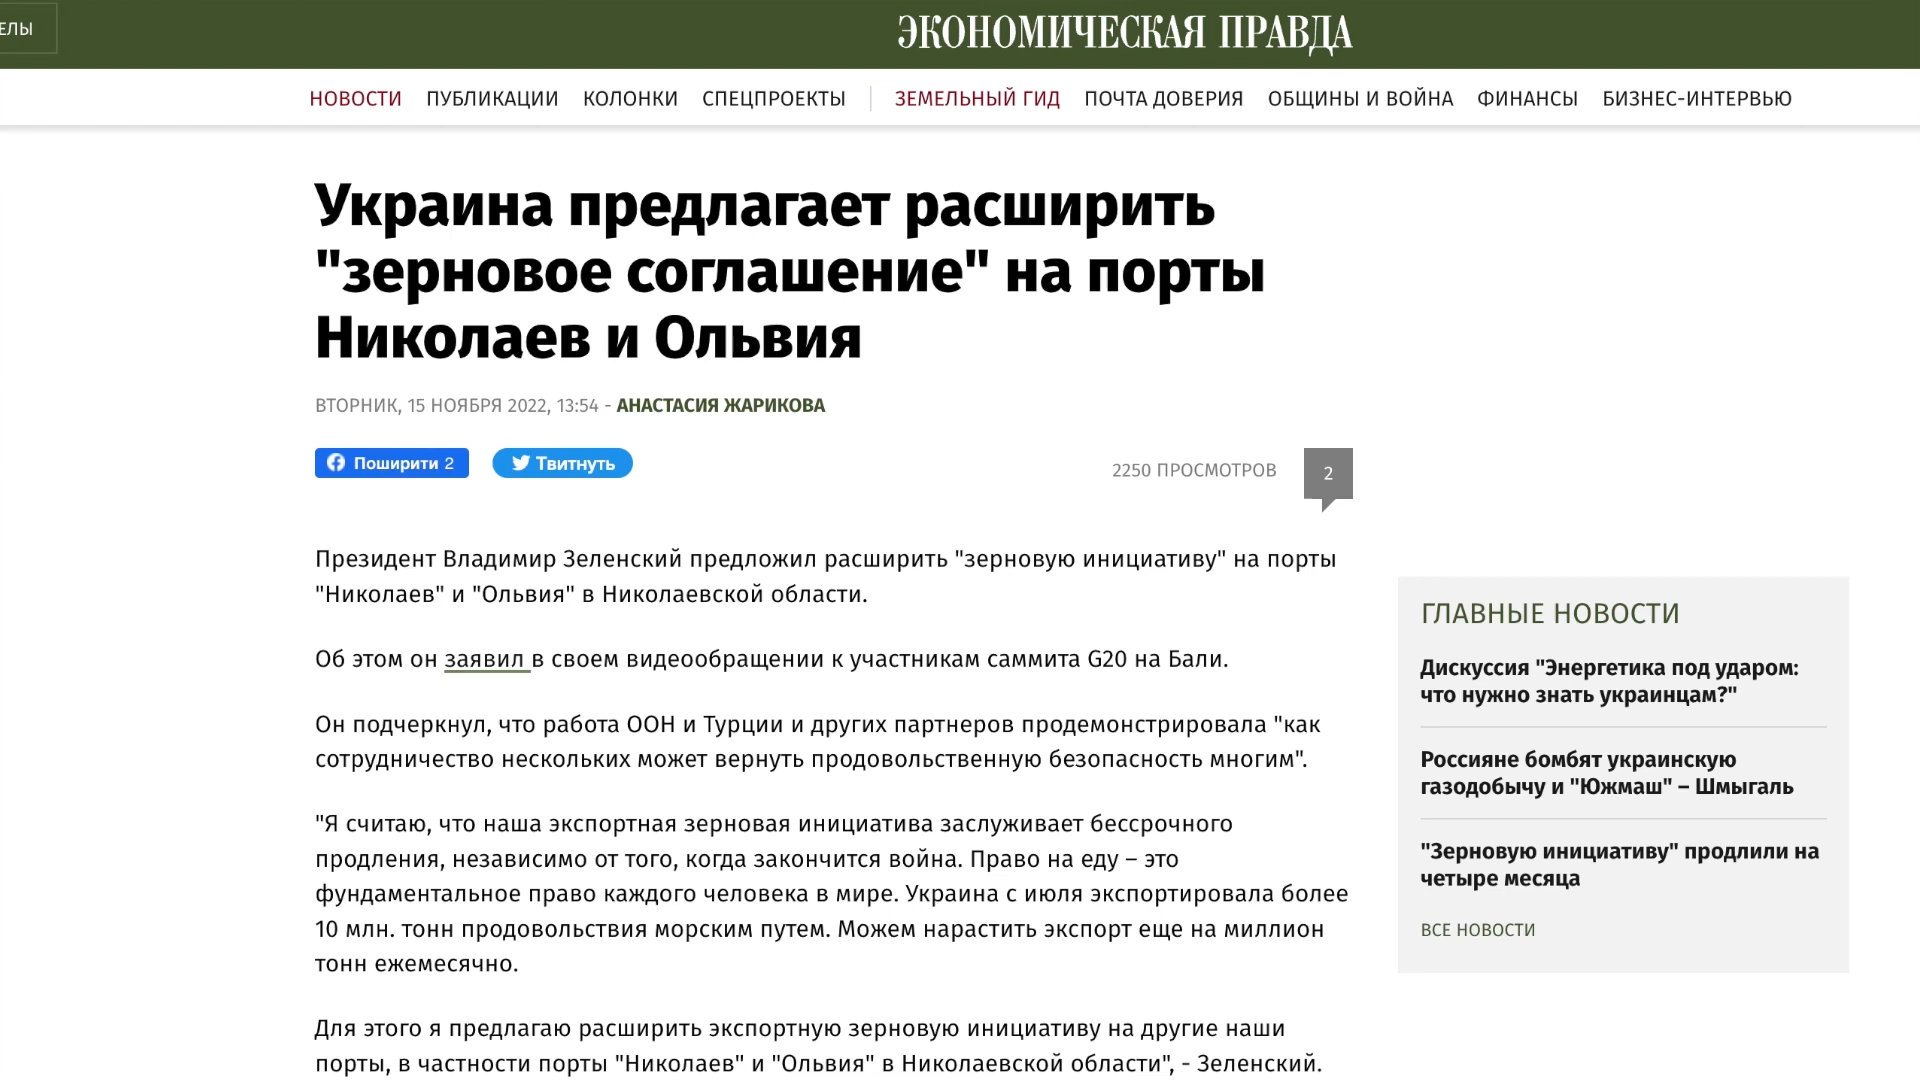 ЕЛЫ
ЭКОНОМИЧЕСКАЯ ПРАВДА
НОВОСТИ ПУБЛИКАЦИИ КОЛОНКИ СПЕЦПРОЕКТЫ ЗЕМЕЛЬНЫЙ ГИД ПОЧТА ДОВЕРИЯ ОБЩИНЫ И ВОЙНА ФИНАНСЫ БИЗНЕС-ИНТЕРВЬЮ
Украина предлагает расширить
"зерновое соглашение" на порты
Николаев и Ольвия
ВТОРНИК, 15 НОЯБРЯ 2022, 13:54 - АНАСТАСИЯ ЖАРИКОВА
Поширити 2
Твитнуть
2250 ПРОСМОТРОВ
2
Президент Владимир Зеленский предложил расширить "зерновую инициативу" на порты
"Николаев" и "Ольвия" в Николаевской области.
Об этом он заявил в своем видеообращении к участникам саммита G20 на Бали.
Он подчеркнул, что работа ООН и Турции и других партнеров продемонстрировала "как
сотрудничество нескольких может вернуть продовольственную безопасность многим".
"Я считаю, что наша экспортная зерновая инициатива заслуживает бессрочного
продления, независимо от того, когда закончится война. Право на еду – это
фундаментальное право каждого человека в мире. Украина с июля экспортировала более
10 млн. тонн продовольствия морским путем. Можем нарастить экспорт еще на миллион
тонн ежемесячно.
Для этого я предлагаю расширить экспортную зерновую инициативу на другие наши
порты, в частности порты "Николаев" и "Ольвия" в Николаевской области", - Зеленский.
ГЛАВНЫЕ НОВОСТИ
Дискуссия "Энергетика под ударом:
что нужно знать украинцам?"
Россияне бомбят украинскую
газодобычу и "Южмаш" – Шмыгаль
"Зерновую инициативу" продлили на
четыре месяца
ВСЕ НОВОСТИ